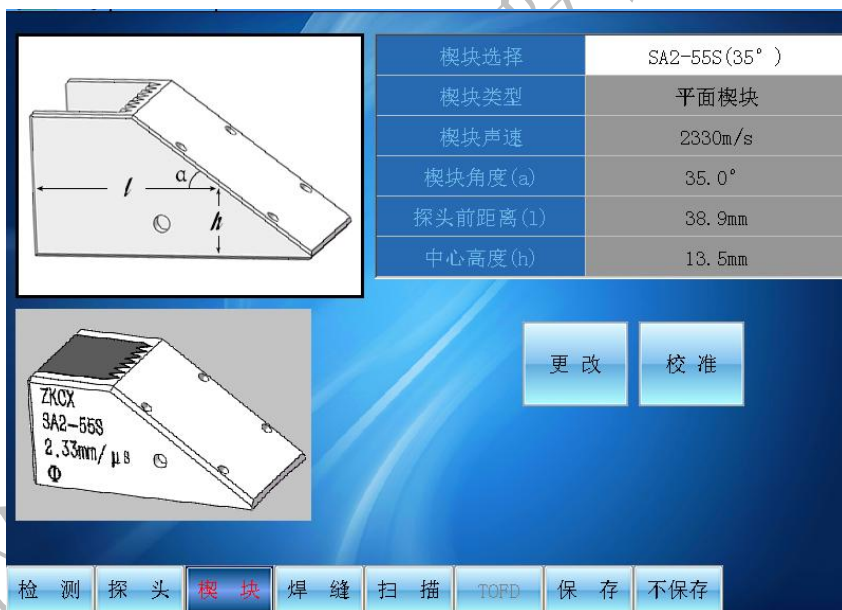 楔块选择 SA2-55S(35°)
楔块类型 平面楔块
楔块声速 2330m/s
楔块角度(a) 35.0°
探头前距离(l) 38.9mm
中心高度(h) 13.5mm
α
l
h
ZKCX
SA2-55S
2.33mm/μs
Φ
更改 校准
检测 探头 楔块 焊缝 扫描 TOFD 保存 不保存